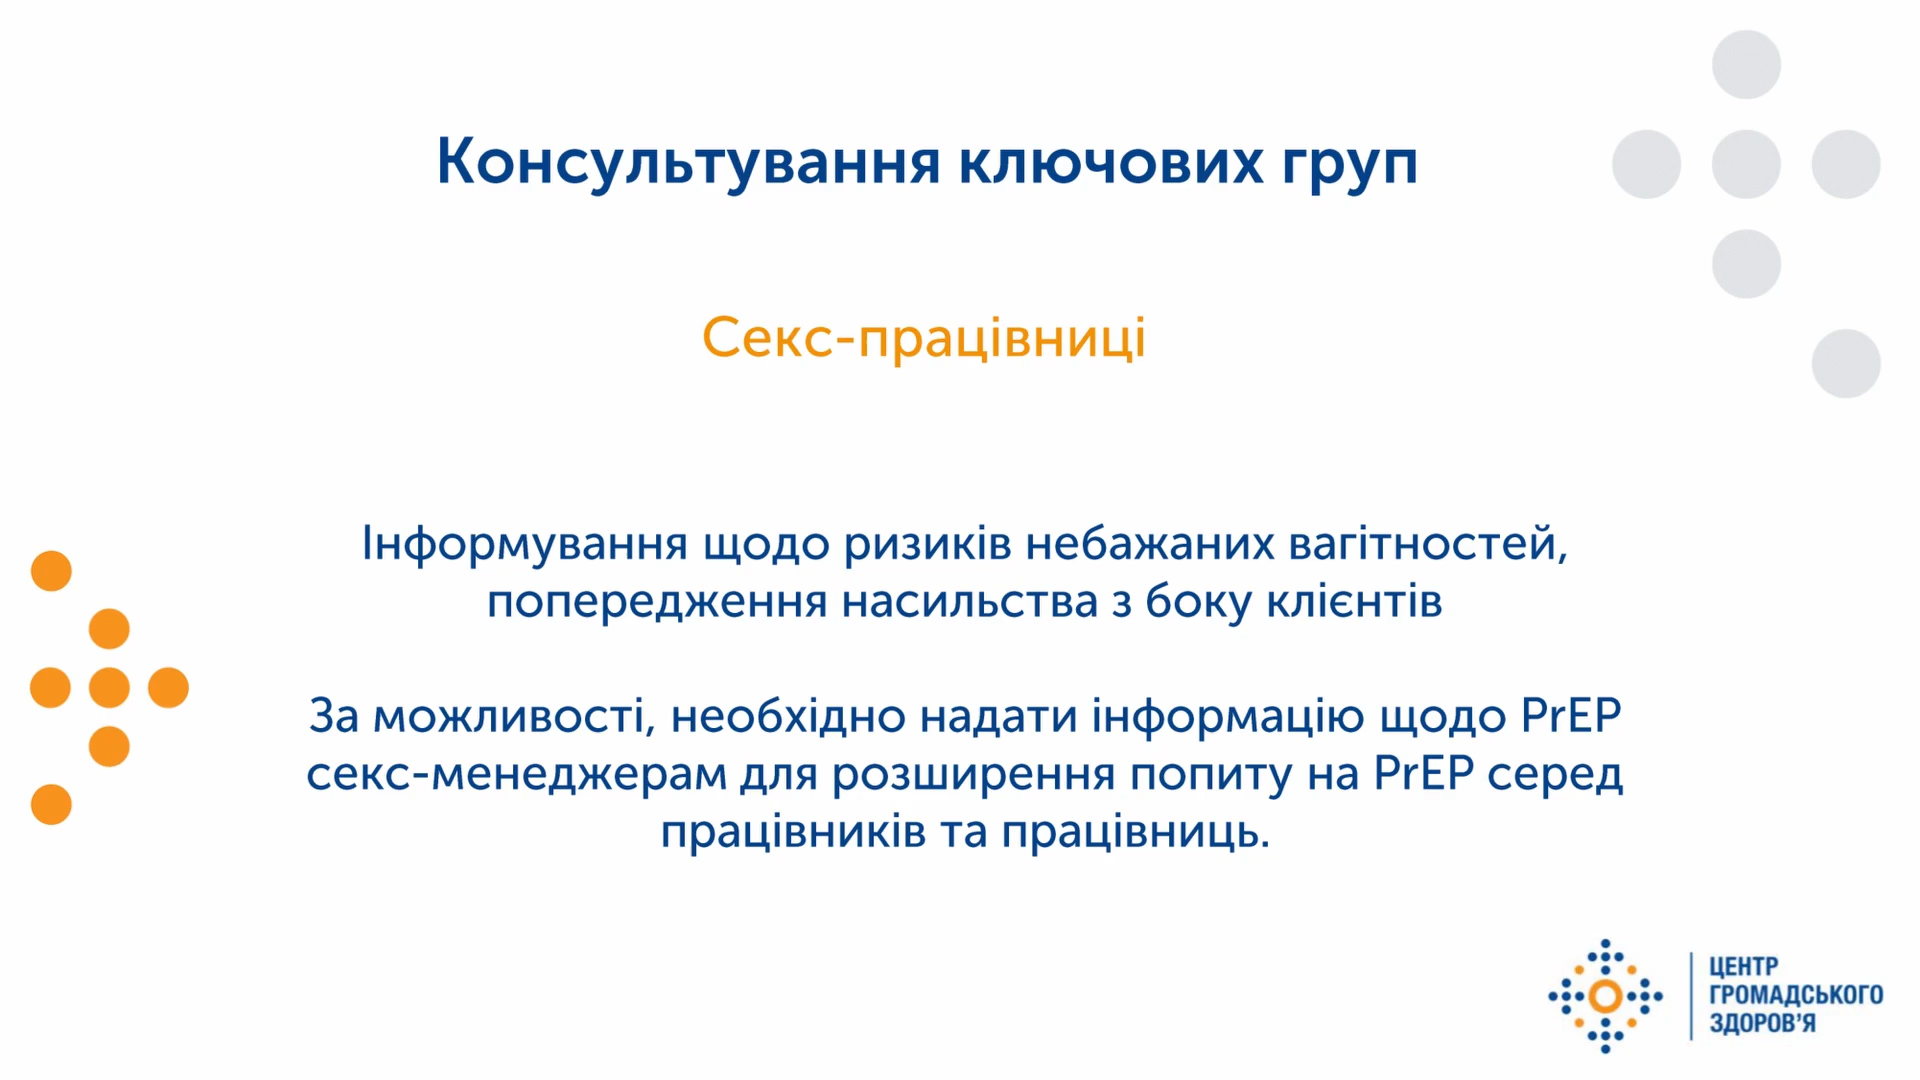 Консультування ключових груп
Секс-працівниці
Інформування щодо ризиків небажаних вагітностей,
попередження насильства з боку клієнтів
За можливості, необхідно надати інформацію щодо PrEP
секс-менеджерам для розширення попиту на PrEP серед
працівників та працівниць.
ЦЕНТР
ГРОМАДСЬКОГО
ЗДОРОВ’Я